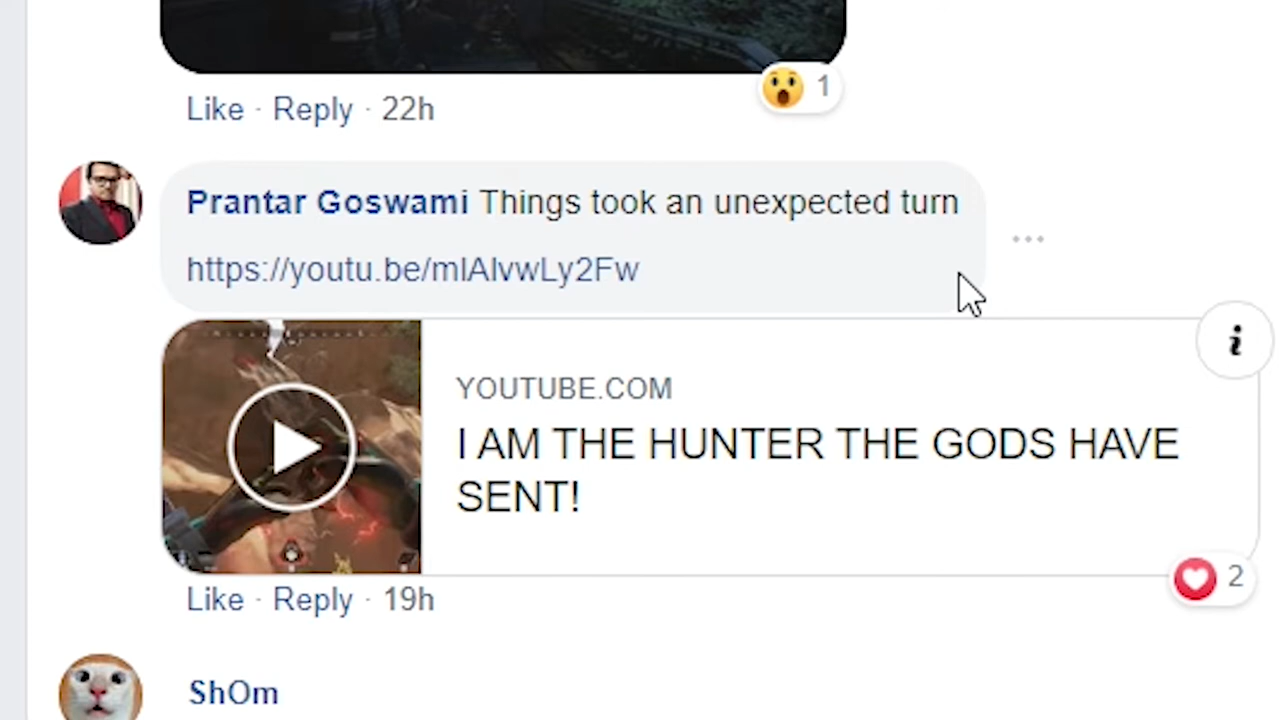 Like · Reply · 22h
1
Prantar Goswami Things took an unexpected turn
https://youtu.be/mIAlvwLy2Fw
YOUTUBE.COM
I AM THE HUNTER THE GODS HAVE
SENT!
2
Like · Reply · 19h
ShOm